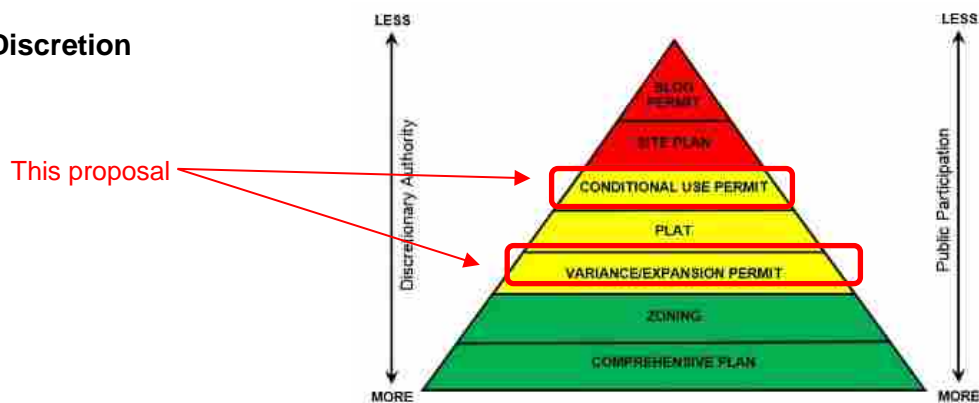 Discretion
LESS
LESS
BLDG
PERMIT
SITE PLAN
This proposal
CONDITIONAL USE PERMIT
PLAT
VARIANCE/EXPANSION PERMIT
ZONING
COMPREHENSIVE PLAN
Discretionary Authority
Public Participation
MORE
MORE